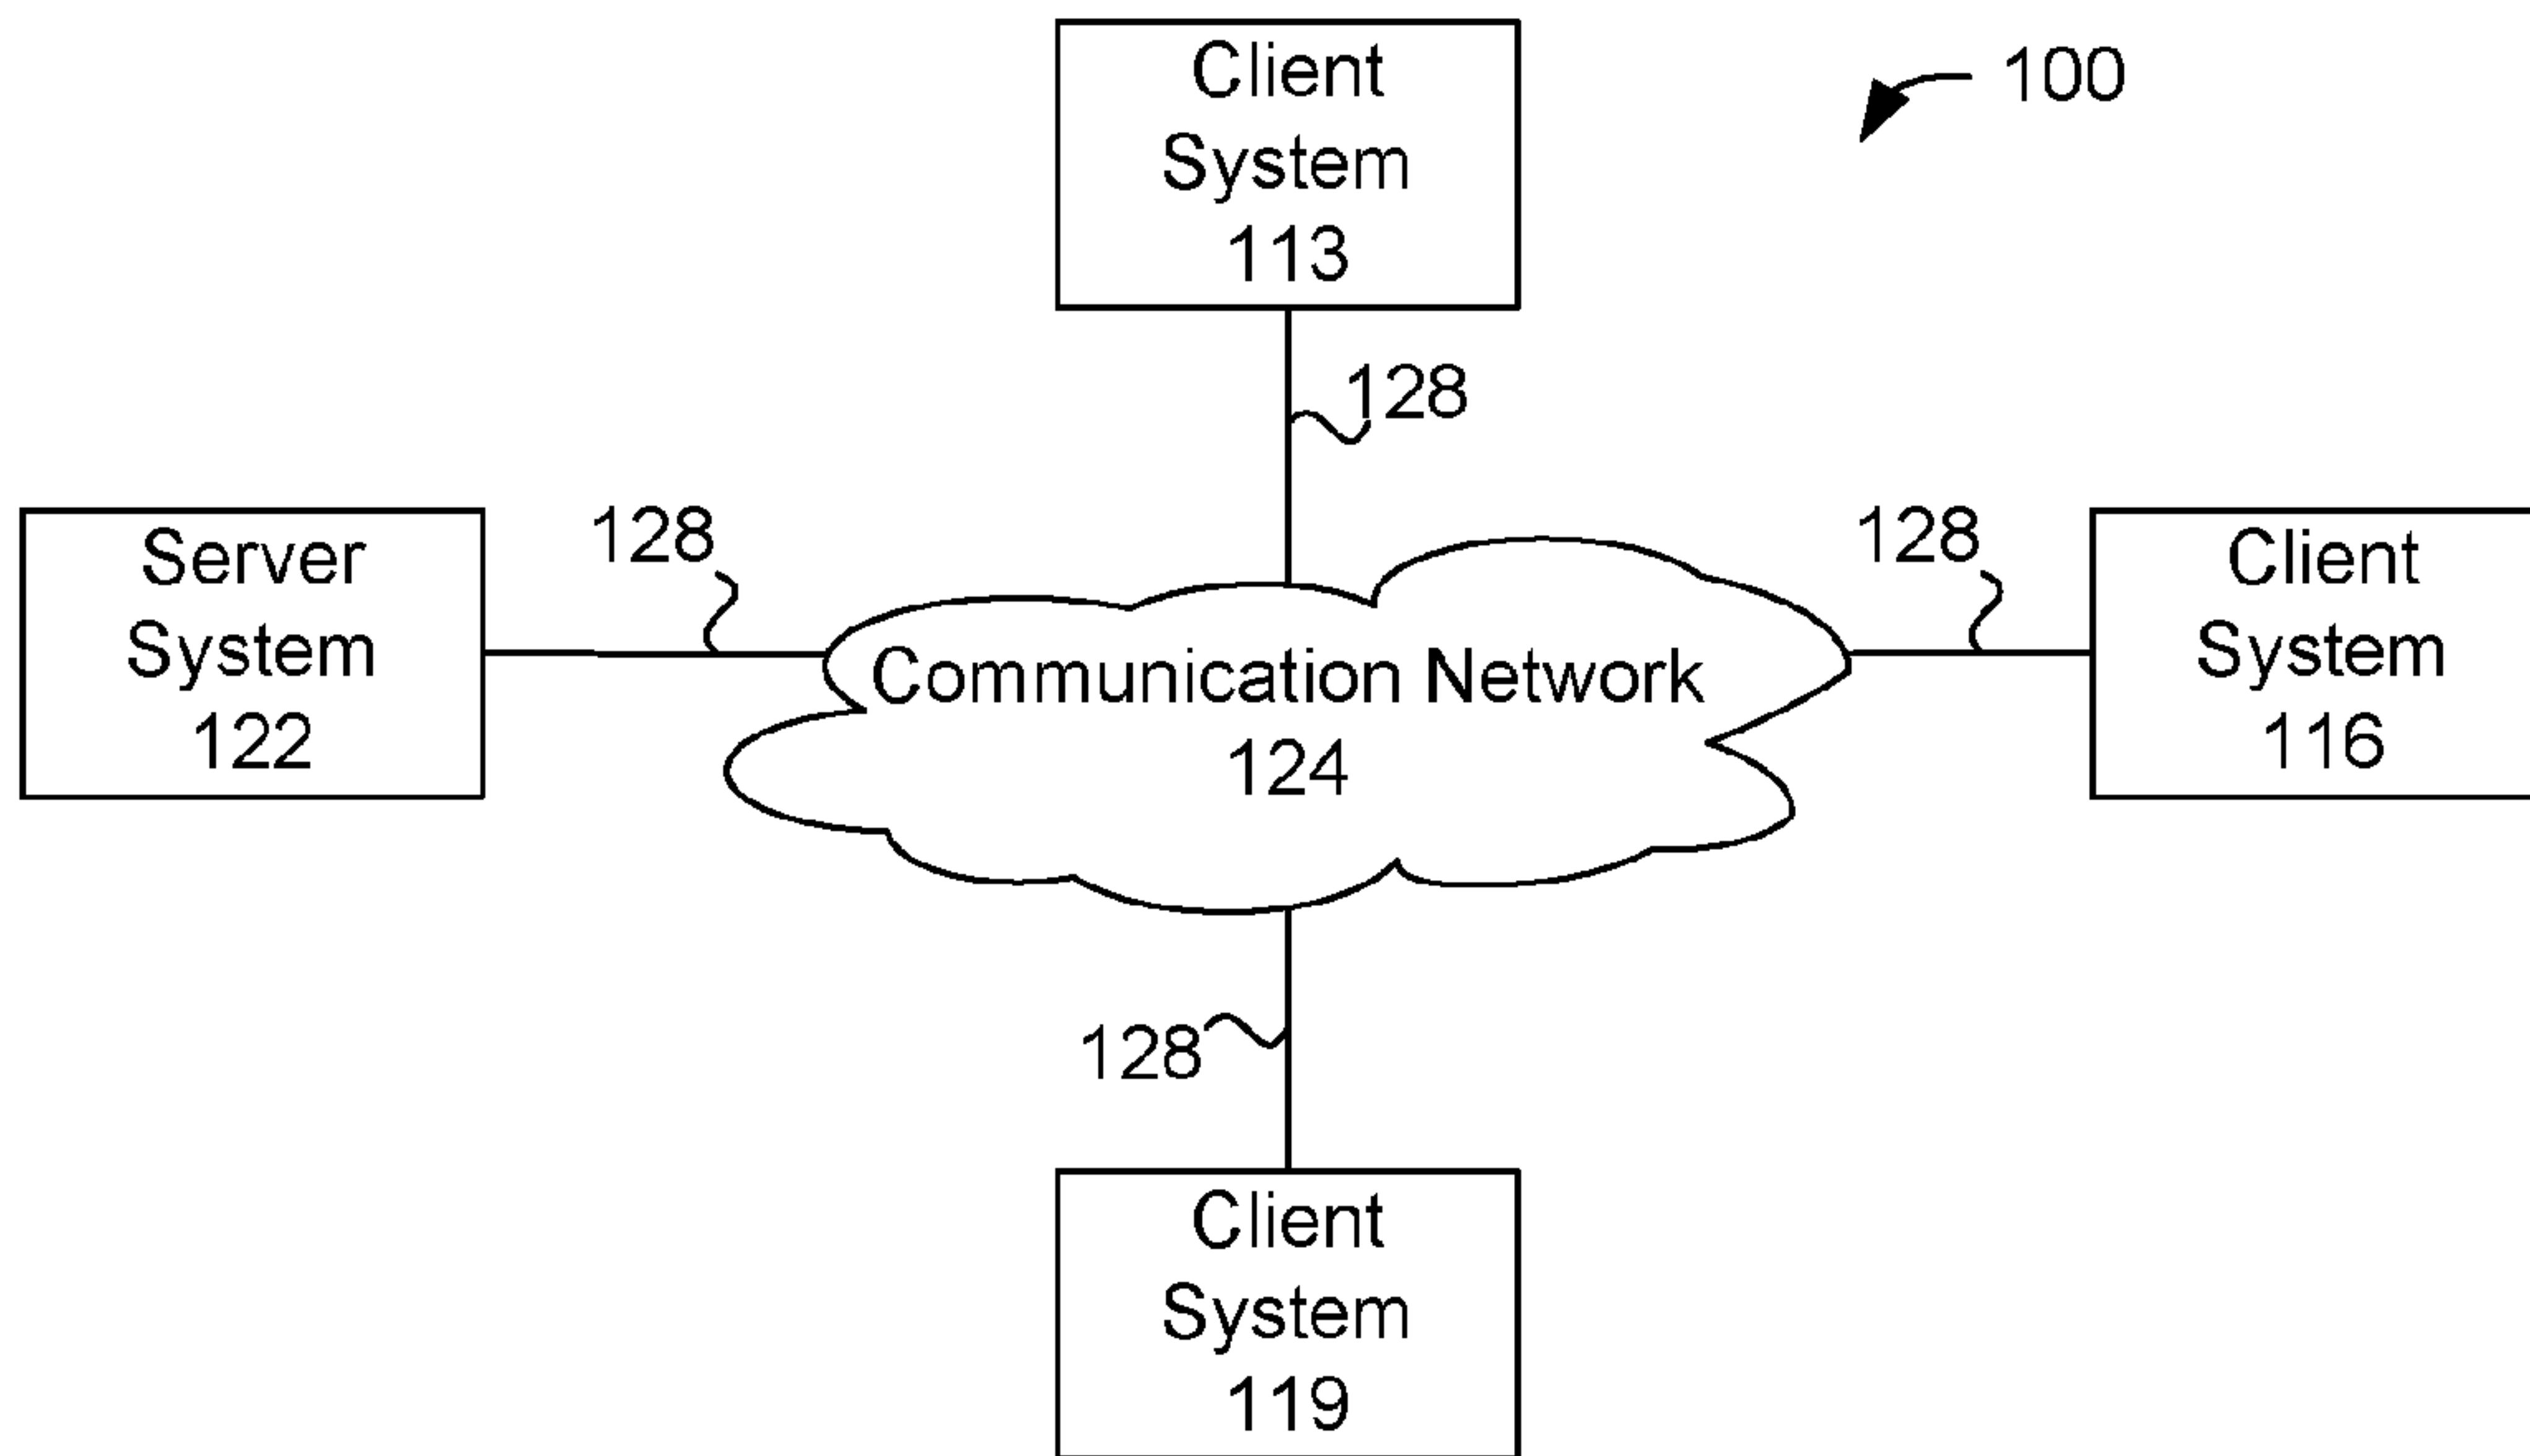 Client
System
113
100
128
Server
System
122
128
Communication Network
124
128
Client
System
116
128
Client
System
119